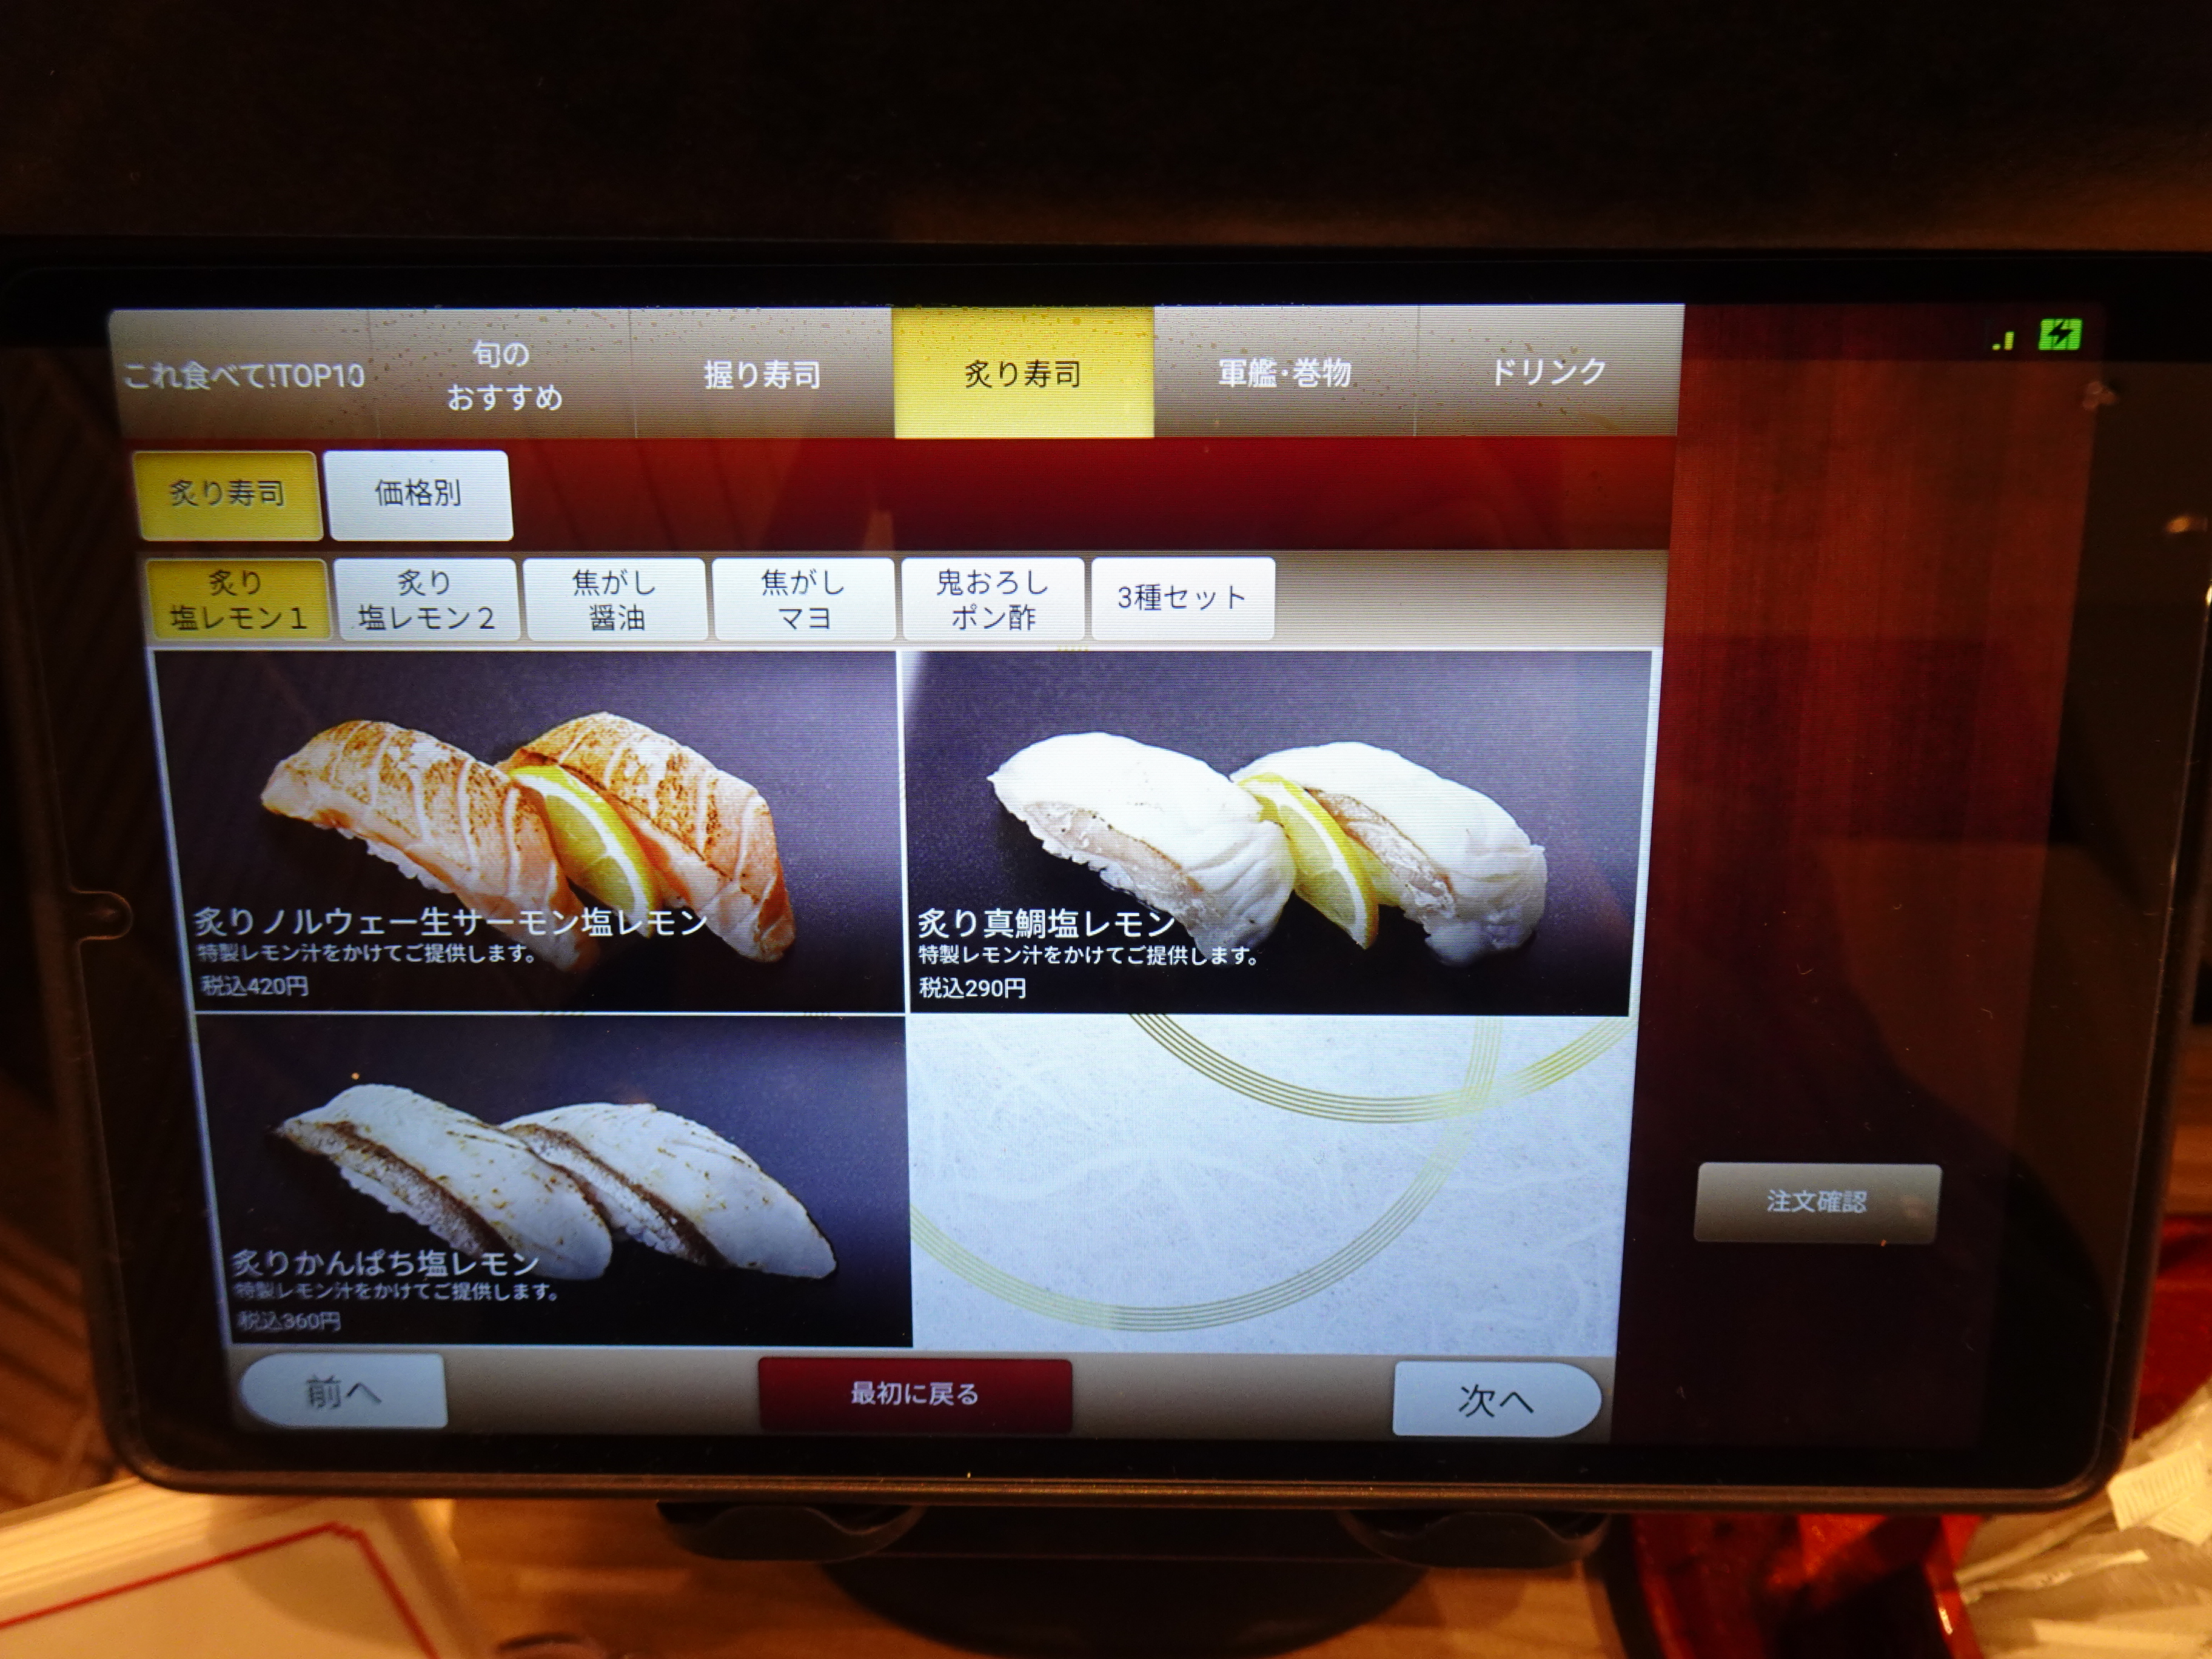 これ食べて!TOP10
旬の
おすすめ
握り寿司
炙り寿司
軍艦・巻物
ドリンク
炙り寿司
価格別
炙り
塩レモン1
炙り
塩レモン2
焦がし
醤油
焦がし
マヨ
鬼おろし
ポン酢
3種セット
炙りノルウェー生サーモン塩レモン
特製レモン汁をかけてご提供します。
税込420円
炙り真鯛塩レモン
特製レモン汁をかけてご提供します。
税込290円
炙りかんぱち塩レモン
特製レモン汁をかけてご提供します。
税込360円
注文確認
前へ
最初に戻る
次へ